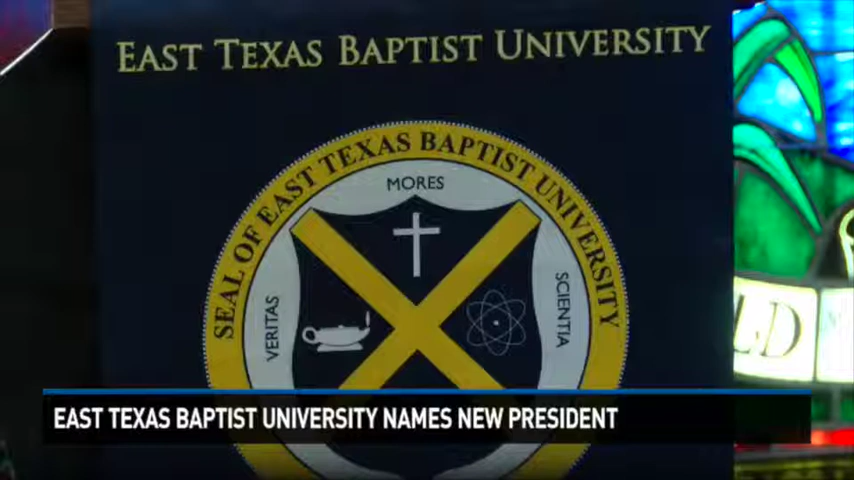 EAST TEXAS BAPTIST UNIVERSITY
SEAL OF EAST TEXAS BAPTIST UNIVERSITY
MORES
VERITAS
SCIENTIA
LD
EAST TEXAS BAPTIST UNIVERSITY NAMES NEW PRESIDENT